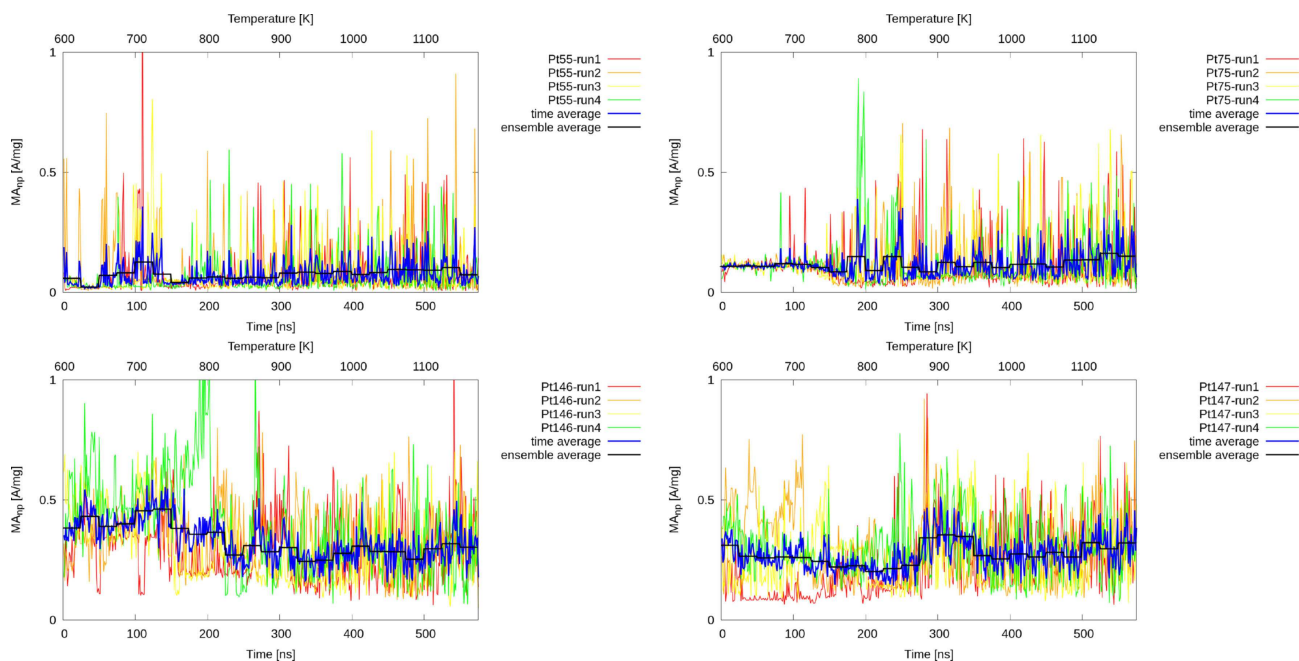 Temperature [K]
600 700 800 900 1000 1100
1
0.5
0
MAnp [A/mg]
0 100 200 300 400 500
Time [ns]
Pt55-run1
Pt55-run2
Pt55-run3
Pt55-run4
time average
ensemble average
Temperature [K]
600 700 800 900 1000 1100
1
0.5
0
MAnp [A/mg]
0 100 200 300 400 500
Time [ns]
Pt75-run1
Pt75-run2
Pt75-run3
Pt75-run4
time average
ensemble average
Temperature [K]
600 700 800 900 1000 1100
1
0.5
0
MAnp [A/mg]
0 100 200 300 400 500
Time [ns]
Pt146-run1
Pt146-run2
Pt146-run3
Pt146-run4
time average
ensemble average
Temperature [K]
600 700 800 900 1000 1100
1
0.5
0
MAnp [A/mg]
0 100 200 300 400 500
Time [ns]
Pt147-run1
Pt147-run2
Pt147-run3
Pt147-run4
time average
ensemble average